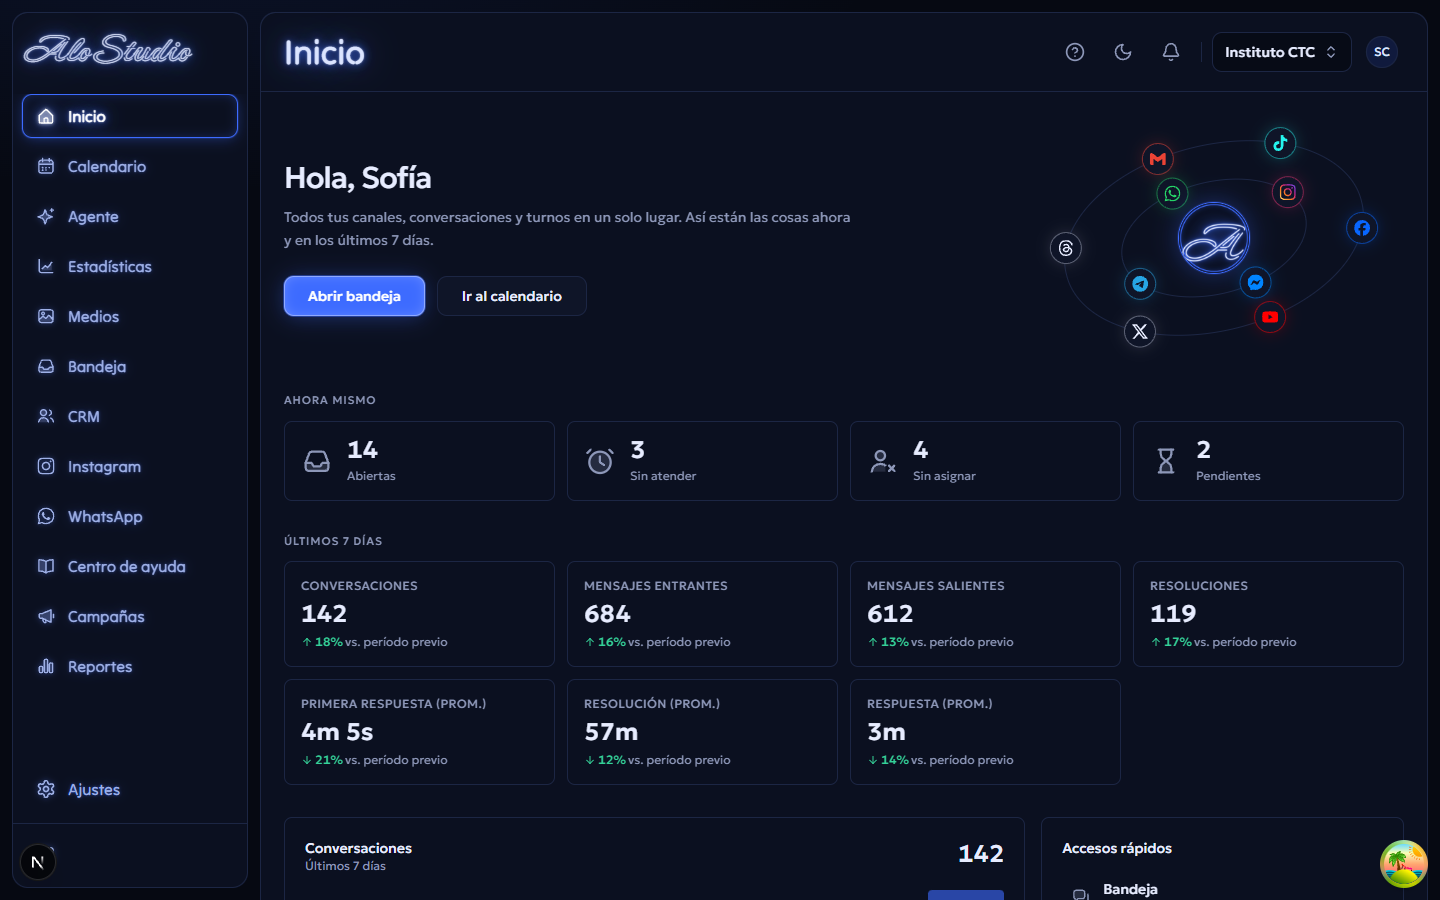 AloStudio
Inicio
Calendario
Agente
Estadísticas
Medios
Bandeja
CRM
Instagram
WhatsApp
Centro de ayuda
Campañas
Reportes
Ajustes
N
Inicio
Instituto CTC
SC
Hola, Sofía
Todos tus canales, conversaciones y turnos en un solo lugar. Así están las cosas ahora
y en los últimos 7 días.
Abrir bandeja
Ir al calendario
A
AHORA MISMO
14
Abiertas
3
Sin atender
4
Sin asignar
2
Pendientes
ÚLTIMOS 7 DÍAS
CONVERSACIONES
142
↑ 18% vs. período previo
MENSAJES ENTRANTES
684
↑ 16% vs. período previo
MENSAJES SALIENTES
612
↑ 13% vs. período previo
RESOLUCIONES
119
↑ 17% vs. período previo
PRIMERA RESPUESTA (PROM.)
4m 5s
↓ 21% vs. período previo
RESOLUCIÓN (PROM.)
57m
↓ 12% vs. período previo
RESPUESTA (PROM.)
3m
↓ 14% vs. período previo
Conversaciones
Últimos 7 días
142
Accesos rápidos
Bandeja